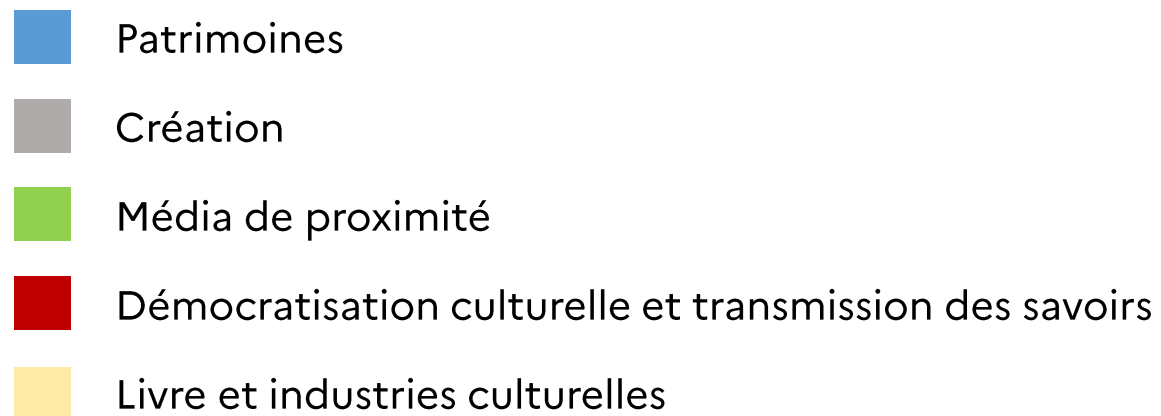 Patrimoines
Création
Média de proximité
Démocratisation culturelle et transmission des savoirs
Livre et industries culturelles